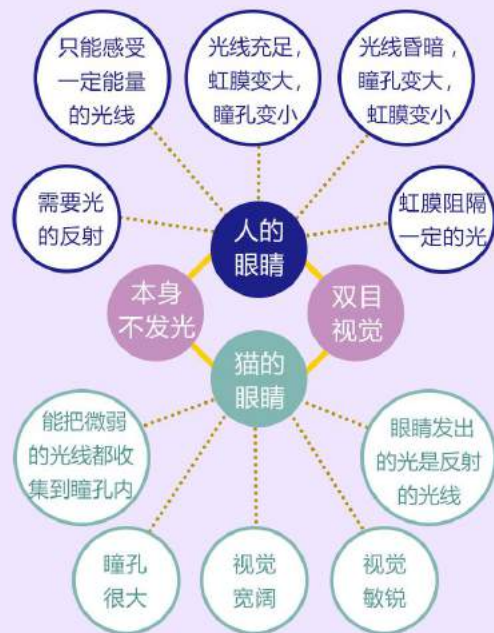 只能感受
一定能量
的光线
光线充足，
虹膜变大，
瞳孔变小
光线昏暗，
瞳孔变大，
虹膜变小
需要光
的反射
人的
眼睛
虹膜阻隔
一定的光
本身
不发光
双目
视觉
猫的
眼睛
能把微弱
的光线都收
集到瞳孔内
眼睛发出
的光是反射
的光线
瞳孔
很大
视觉
宽阔
视觉
敏锐